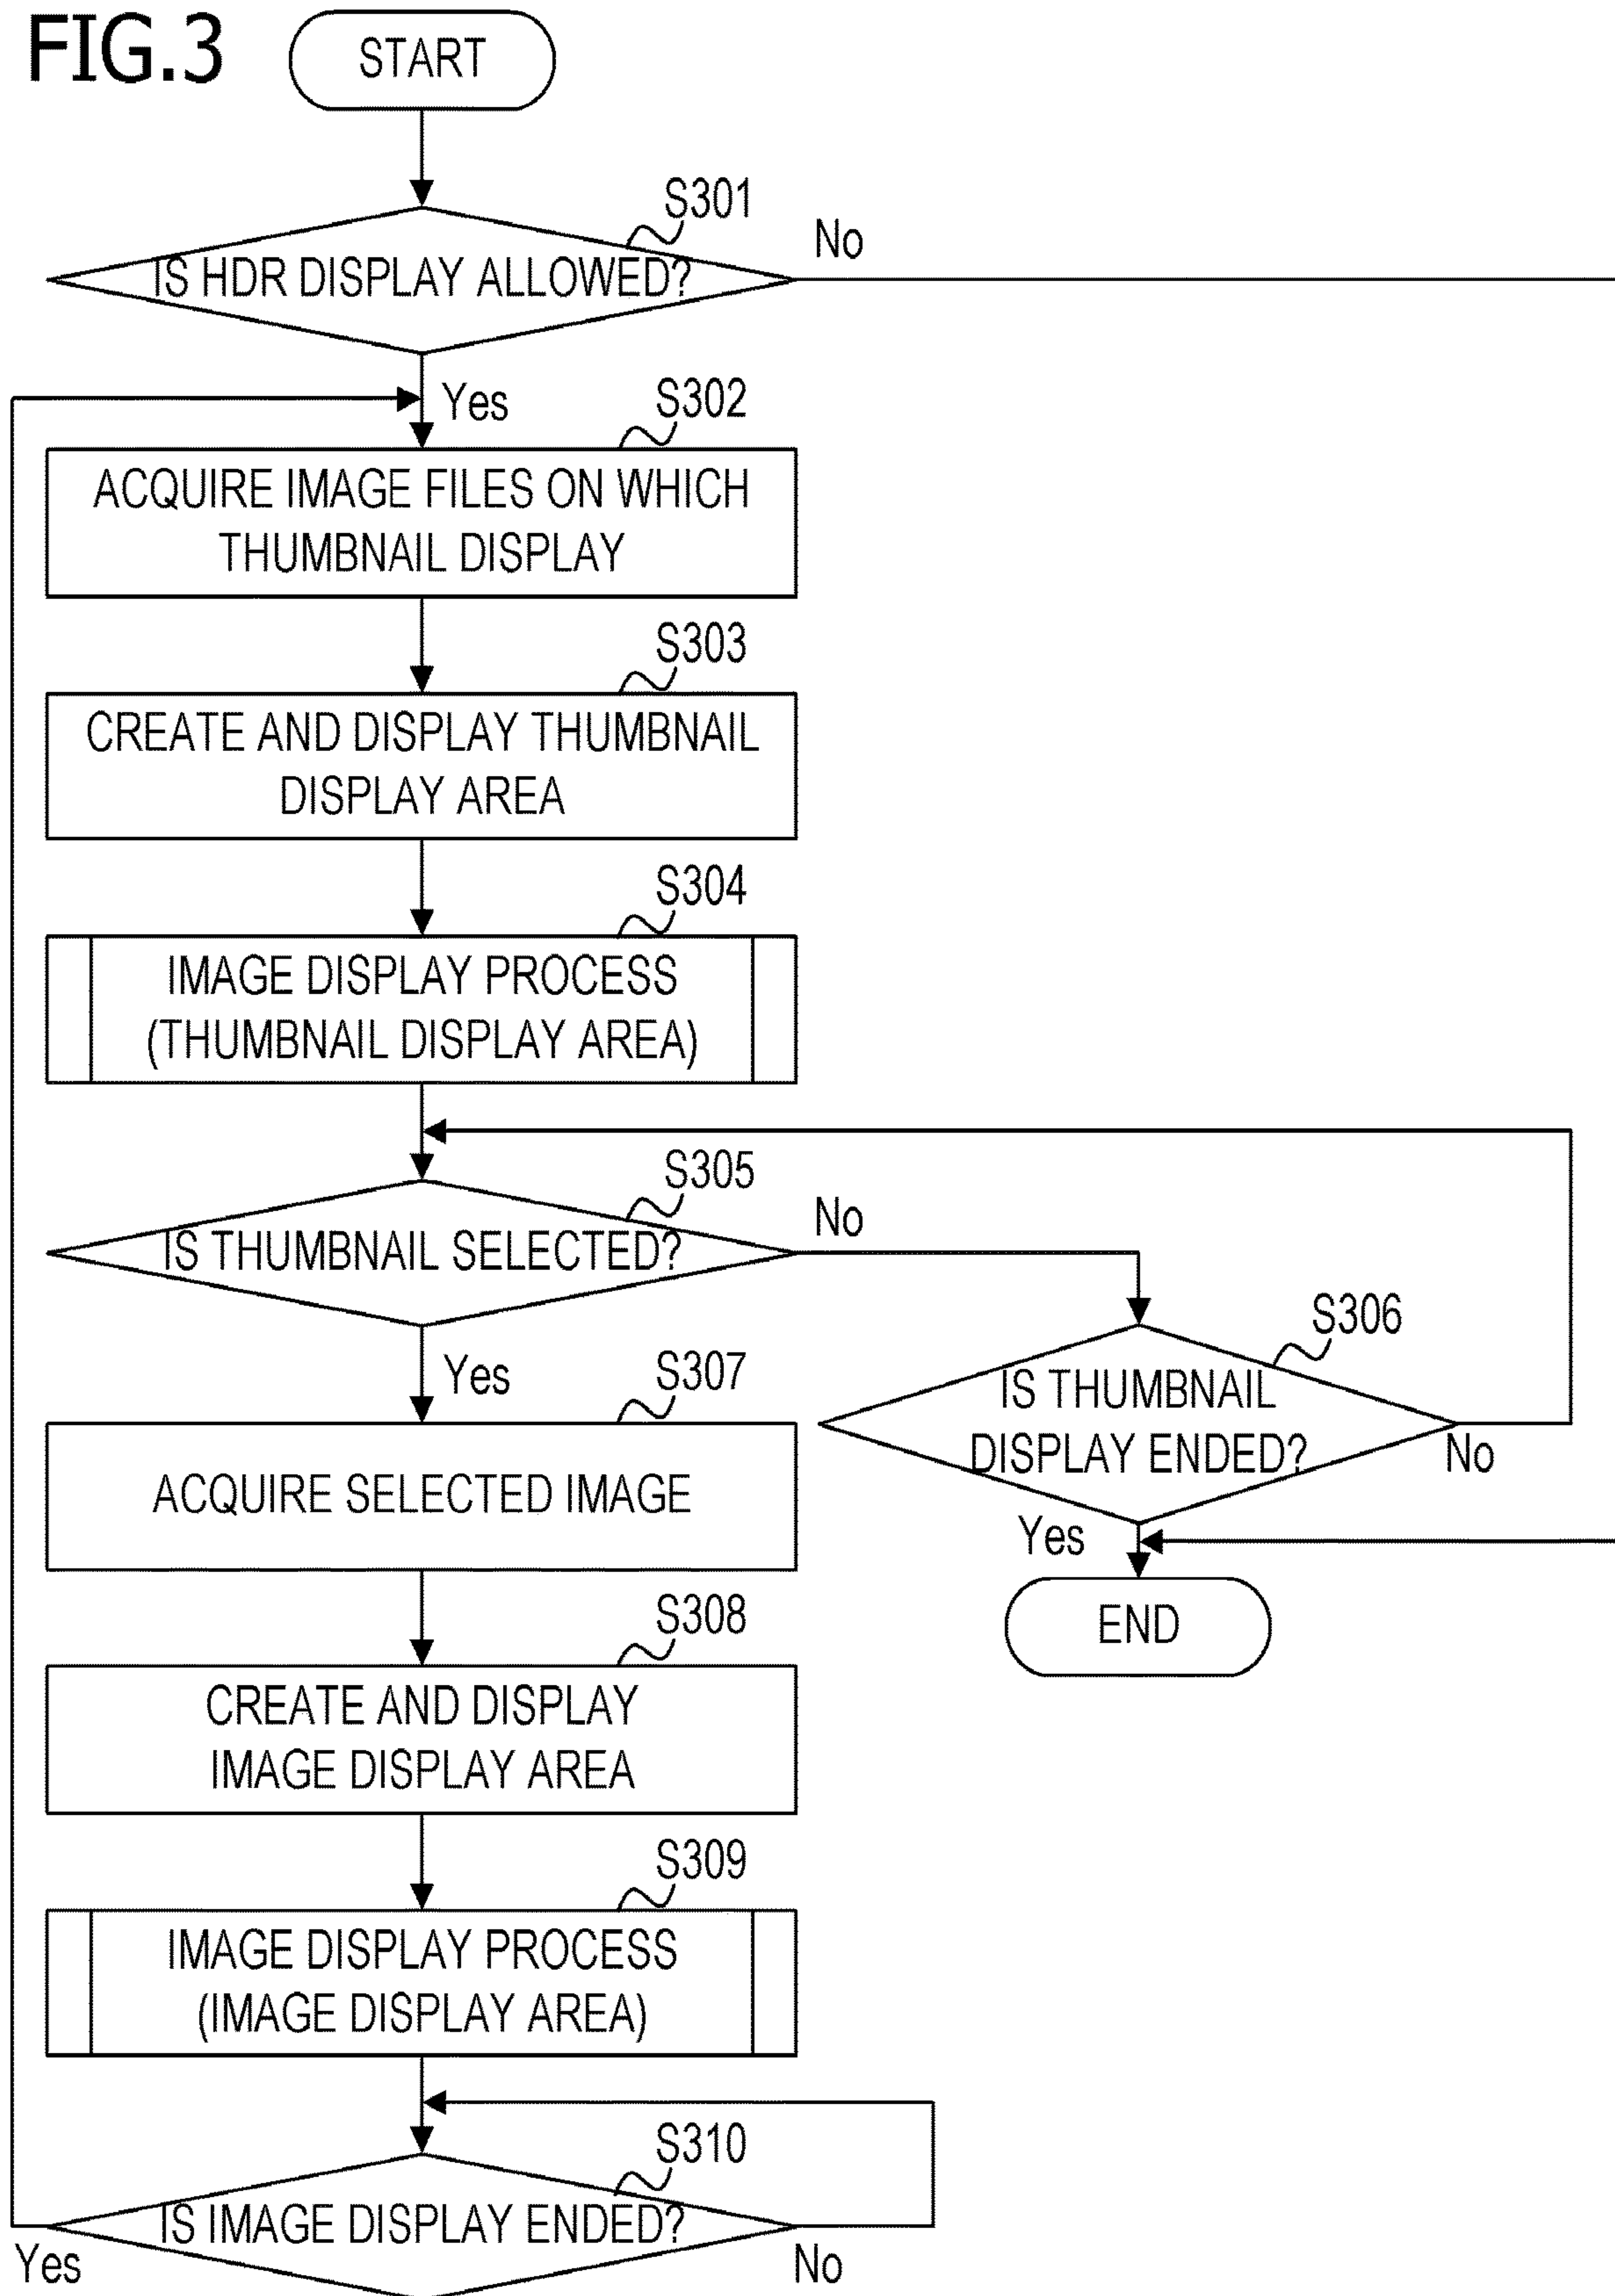 FIG.3
START
S301
IS HDR DISPLAY ALLOWED?
No
Yes
S302
ACQUIRE IMAGE FILES ON WHICH
THUMBNAIL DISPLAY
S303
CREATE AND DISPLAY THUMBNAIL
DISPLAY AREA
S304
IMAGE DISPLAY PROCESS
(THUMBNAIL DISPLAY AREA)
S305
IS THUMBNAIL SELECTED?
No
S306
IS THUMBNAIL
DISPLAY ENDED?
No
Yes
END
Yes
S307
ACQUIRE SELECTED IMAGE
S308
CREATE AND DISPLAY
IMAGE DISPLAY AREA
S309
IMAGE DISPLAY PROCESS
(IMAGE DISPLAY AREA)
S310
IS IMAGE DISPLAY ENDED?
Yes
No